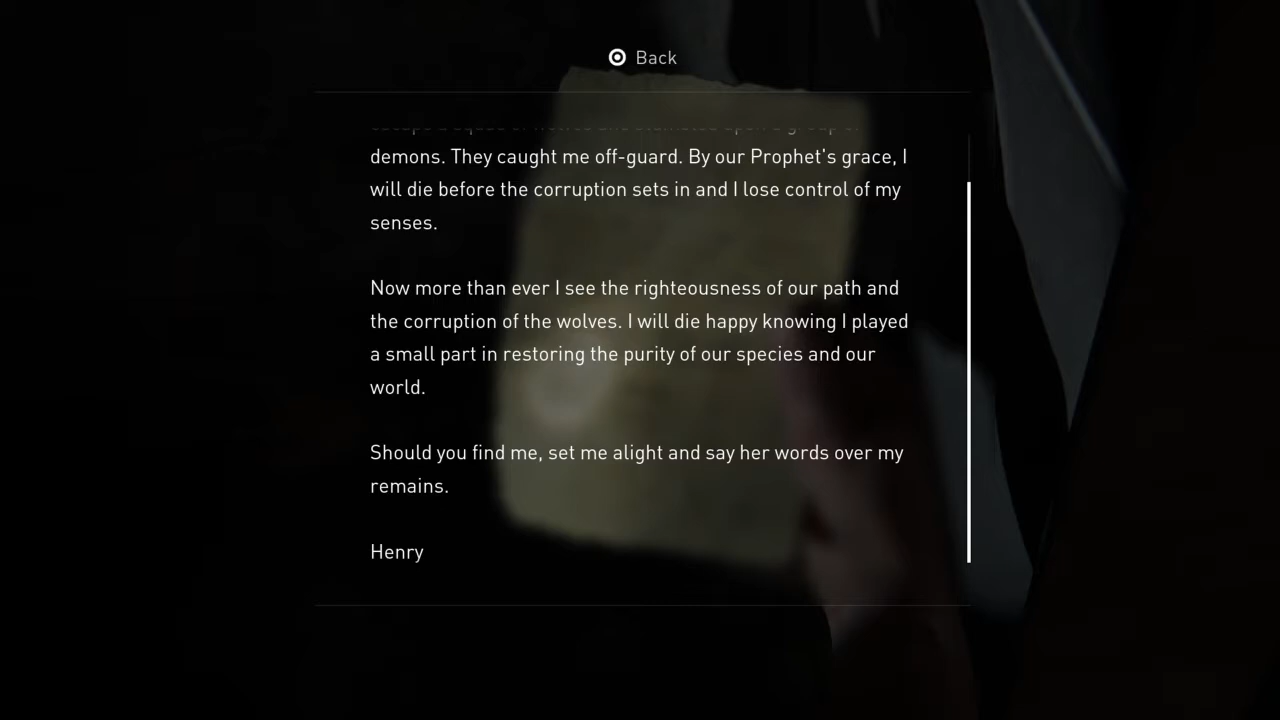 Back
demons. They caught me off-guard. By our Prophet's grace, I
will die before the corruption sets in and I lose control of my
senses.
Now more than ever I see the righteousness of our path and
the corruption of the wolves. I will die happy knowing I played
a small part in restoring the purity of our species and our
world.
Should you find me, set me alight and say her words over my
remains.
Henry